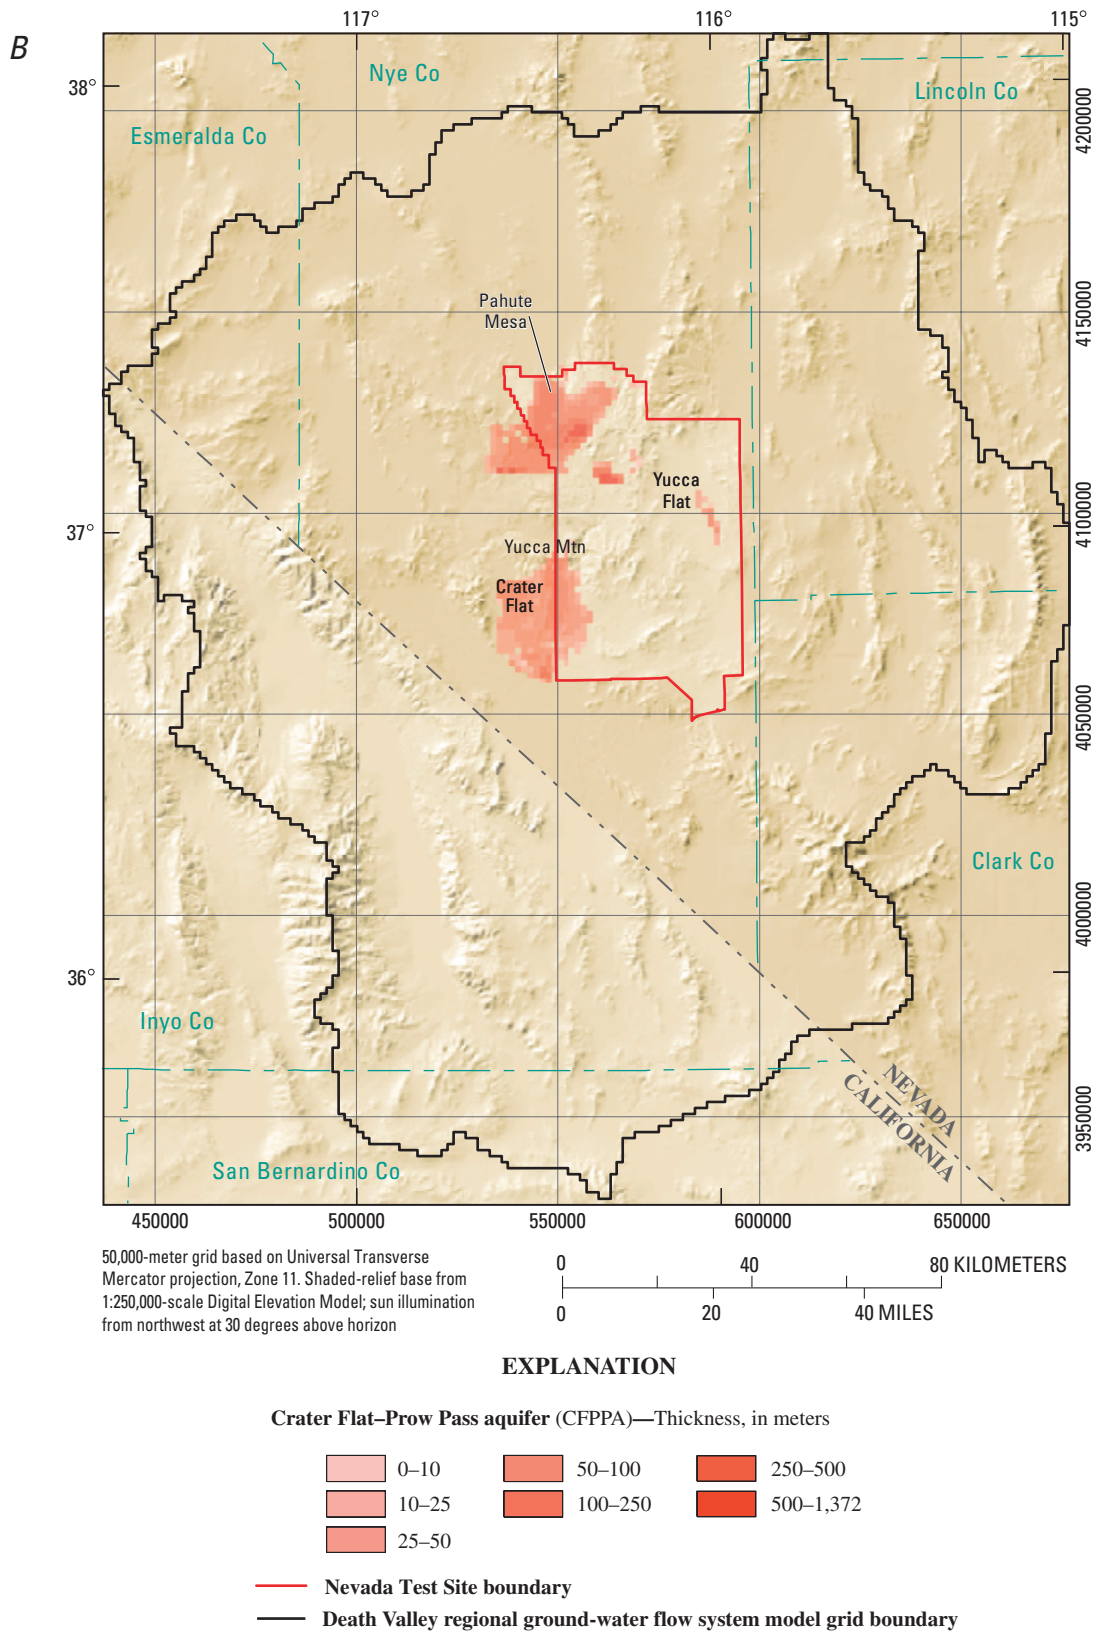 B
117°
116°
115°
38°
37°
36°
Nye Co
Lincoln Co
Esmeralda Co
4200000
4150000
4100000
4050000
4000000
3950000
Pahute
Mesa
Yucca
Flat
Yucca Mtn
Crater
Flat
Clark Co
Inyo Co
NEVADA
CALIFORNIA
San Bernardino Co
450000
500000
550000
600000
650000
50,000-meter grid based on Universal Transverse
Mercator projection, Zone 11. Shaded-relief base from
1:250,000-scale Digital Elevation Model; sun illumination
from northwest at 30 degrees above horizon
0 40 80 KILOMETERS
0 20 40 MILES
EXPLANATION
Crater Flat–Prow Pass aquifer (CFPPA)—Thickness, in meters
0–10
10–25
25–50
50–100
100–250
250–500
500–1,372
Nevada Test Site boundary
Death Valley regional ground-water flow system model grid boundary